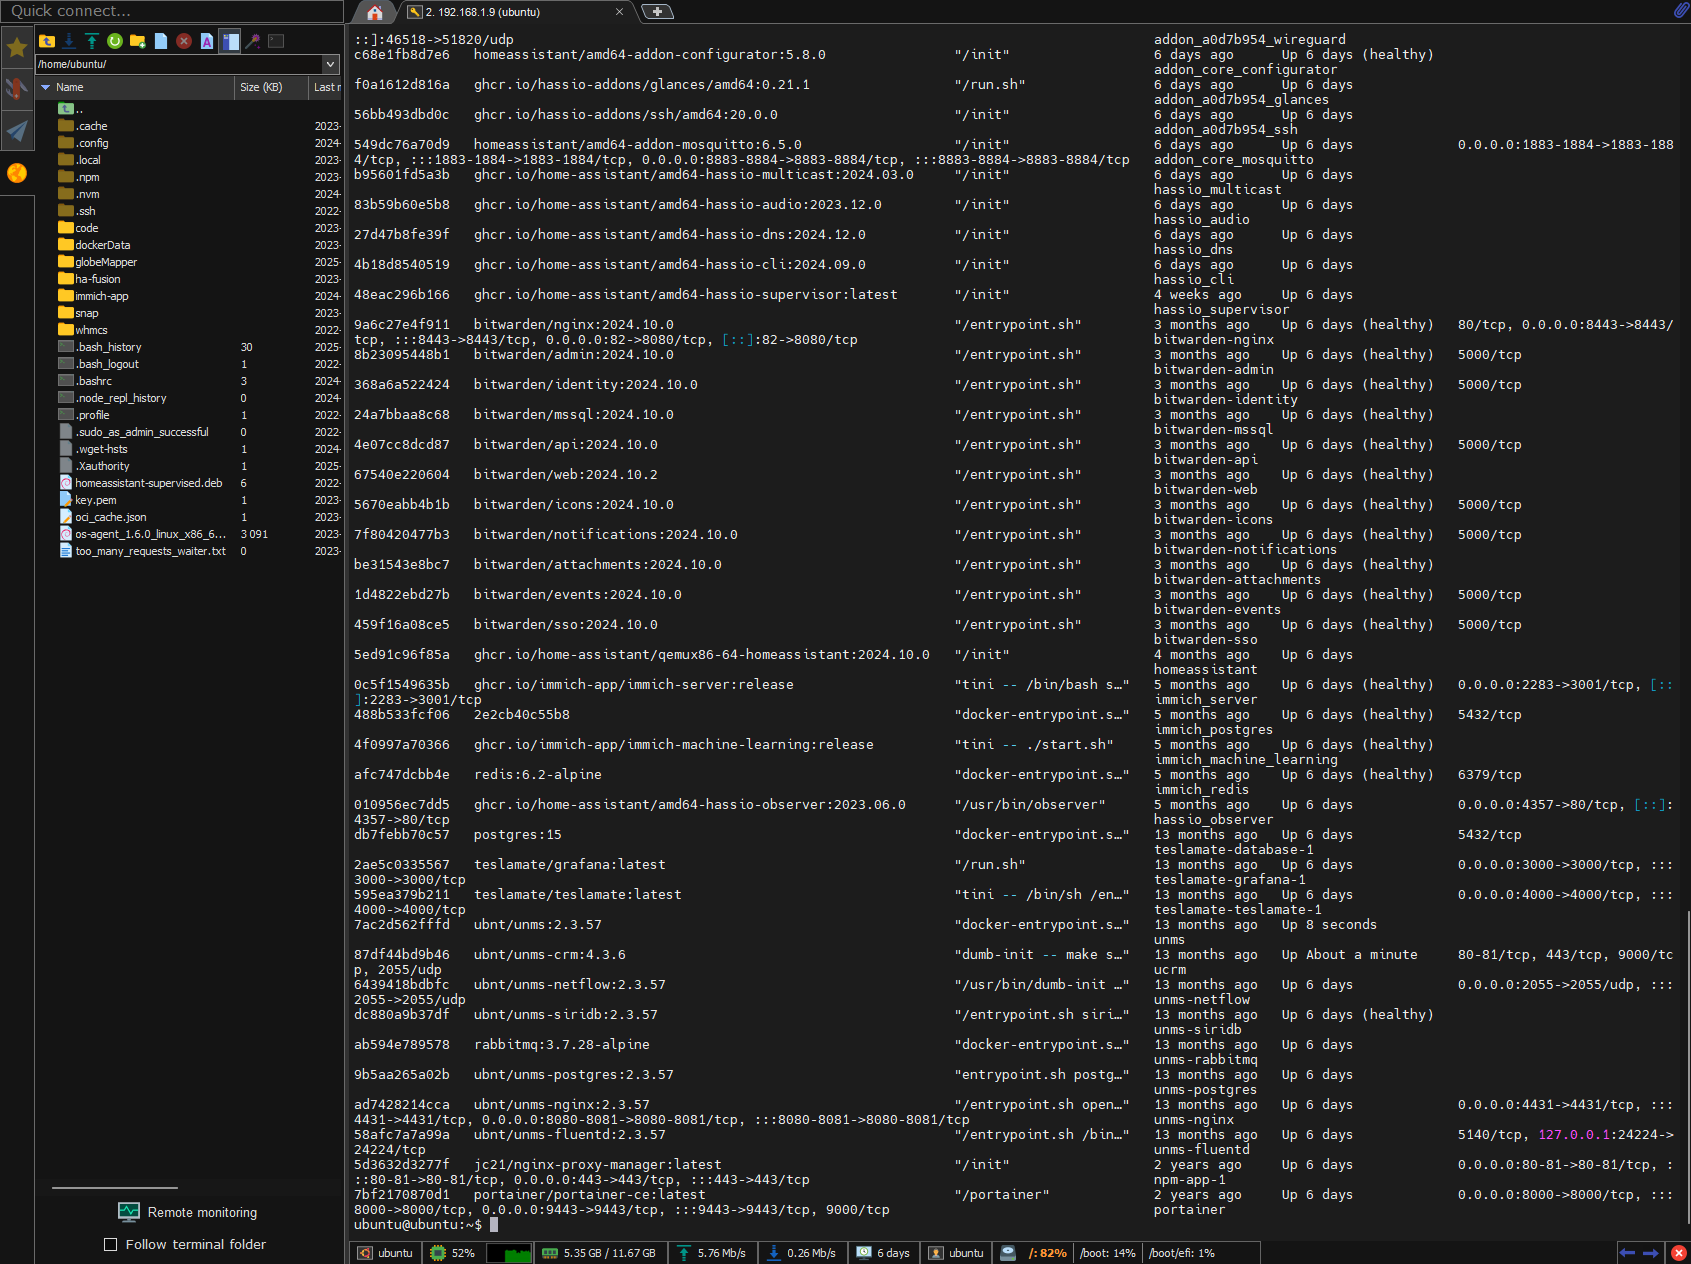 Quick connect...
2. 192.168.1.9 (ubuntu)
/home/ubuntu/
Name Size (KB) Last r
..
.cache 2023-
.config 2024-
.local 2023-
.npm 2023-
.nvm 2024-
.ssh 2022-
code 2023-
dockerData 2023-
globeMapper 2025-
ha-fusion 2023-
immich-app 2024-
snap 2023-
whmcs 2022-
.bash_history 30 2025-
.bash_logout 1 2022-
.bashrc 3 2024-
.node_repl_history 0 2024-
.profile 1 2022-
.sudo_as_admin_successful 0 2022-
.wget-hsts 1 2024-
.Xauthority 1 2025-
homeassistant-supervised.deb 6 2022-
key.pem 1 2023-
oci_cache.json 1 2023-
os-agent_1.6.0_linux_x86_6... 3 091 2023-
too_many_requests_waiter.txt 0 2023-
Remote monitoring
Follow terminal folder
::]:46518->51820/udp addon_a0d7b954_wireguard
c68e1fb8d7e6 homeassistant/amd64-addon-configurator:5.8.0 "/init" 6 days ago Up 6 days (healthy)
addon_core_configurator
f0a1612d816a ghcr.io/hassio-addons/glances/amd64:0.21.1 "/run.sh" 6 days ago Up 6 days
addon_a0d7b954_glances
56bb493dbd0c ghcr.io/hassio-addons/ssh/amd64:20.0.0 "/init" 6 days ago Up 6 days
addon_a0d7b954_ssh
549dc76a70d9 homeassistant/amd64-addon-mosquitto:6.5.0 "/init" 6 days ago Up 6 days 0.0.0.0:1883-1884->1883-188
4/tcp, :::1883-1884->1883-1884/tcp, 0.0.0.0:8883-8884->8883-8884/tcp, :::8883-8884->8883-8884/tcp addon_core_mosquitto
b95601fd5a3b ghcr.io/home-assistant/amd64-hassio-multicast:2024.03.0 "/init" 6 days ago Up 6 days
hassio_multicast
83b59b60e5b8 ghcr.io/home-assistant/amd64-hassio-audio:2023.12.0 "/init" 6 days ago Up 6 days
hassio_audio
27d47b8fe39f ghcr.io/home-assistant/amd64-hassio-dns:2024.12.0 "/init" 6 days ago Up 6 days
hassio_dns
4b18d8540519 ghcr.io/home-assistant/amd64-hassio-cli:2024.09.0 "/init" 6 days ago Up 6 days
hassio_cli
48eac296b166 ghcr.io/home-assistant/amd64-hassio-supervisor:latest "/init" 4 weeks ago Up 6 days
hassio_supervisor
9a6c27e4f911 bitwarden/nginx:2024.10.0 "/entrypoint.sh" 3 months ago Up 6 days (healthy) 80/tcp, 0.0.0.0:8443->8443/
tcp, :::8443->8443/tcp, 0.0.0.0:82->8080/tcp, [::]:82->8080/tcp bitwarden-nginx
8b23095448b1 bitwarden/admin:2024.10.0 "/entrypoint.sh" 3 months ago Up 6 days (healthy) 5000/tcp
bitwarden-admin
368a6a522424 bitwarden/identity:2024.10.0 "/entrypoint.sh" 3 months ago Up 6 days (healthy) 5000/tcp
bitwarden-identity
24a7bbaa8c68 bitwarden/mssql:2024.10.0 "/entrypoint.sh" 3 months ago Up 6 days (healthy)
bitwarden-mssql
4e07cc8dcd87 bitwarden/api:2024.10.0 "/entrypoint.sh" 3 months ago Up 6 days (healthy) 5000/tcp
bitwarden-api
67540e220604 bitwarden/web:2024.10.2 "/entrypoint.sh" 3 months ago Up 6 days (healthy)
bitwarden-web
5670eabb4b1b bitwarden/icons:2024.10.0 "/entrypoint.sh" 3 months ago Up 6 days (healthy) 5000/tcp
bitwarden-icons
7f80420477b3 bitwarden/notifications:2024.10.0 "/entrypoint.sh" 3 months ago Up 6 days (healthy) 5000/tcp
bitwarden-notifications
be31543e8bc7 bitwarden/attachments:2024.10.0 "/entrypoint.sh" 3 months ago Up 6 days (healthy)
bitwarden-attachments
1d4822ebd27b bitwarden/events:2024.10.0 "/entrypoint.sh" 3 months ago Up 6 days (healthy) 5000/tcp
bitwarden-events
459f16a08ce5 bitwarden/sso:2024.10.0 "/entrypoint.sh" 3 months ago Up 6 days (healthy) 5000/tcp
bitwarden-sso
5ed91c96f85a ghcr.io/home-assistant/qemux86-64-homeassistant:2024.10.0 "/init" 4 months ago Up 6 days
homeassistant
0c5f1549635b ghcr.io/immich-app/immich-server:release "tini -- /bin/bash s…" 5 months ago Up 6 days (healthy) 0.0.0.0:2283->3001/tcp, [::
]:2283->3001/tcp immich_server
488b533fcf06 2e2cb40c55b8 "docker-entrypoint.s…" 5 months ago Up 6 days (healthy) 5432/tcp
immich_postgres
4f0997a70366 ghcr.io/immich-app/immich-machine-learning:release "tini -- ./start.sh" 5 months ago Up 6 days (healthy)
immich_machine_learning
afc747dcbb4e redis:6.2-alpine "docker-entrypoint.s…" 5 months ago Up 6 days (healthy) 6379/tcp
immich_redis
010956ec7dd5 ghcr.io/home-assistant/amd64-hassio-observer:2023.06.0 "/usr/bin/observer" 5 months ago Up 6 days 0.0.0.0:4357->80/tcp, [::]:
4357->80/tcp hassio_observer
db7febb70c57 postgres:15 "docker-entrypoint.s…" 13 months ago Up 6 days 5432/tcp
teslamate-database-1
2ae5c0335567 teslamate/grafana:latest "/run.sh" 13 months ago Up 6 days 0.0.0.0:3000->3000/tcp, :::
3000->3000/tcp teslamate-grafana-1
595ea379b211 teslamate/teslamate:latest "tini -- /bin/sh /en…" 13 months ago Up 6 days 0.0.0.0:4000->4000/tcp, :::
4000->4000/tcp teslamate-teslamate-1
7ac2d562fffd ubnt/unms:2.3.57 "docker-entrypoint.s…" 13 months ago Up 8 seconds
unms
87df44bd9b46 ubnt/unms-crm:4.3.6 "dumb-init -- make s…" 13 months ago Up About a minute 80-81/tcp, 443/tcp, 9000/tc
p, 2055/udp ucrm
6439418bdbfc ubnt/unms-netflow:2.3.57 "/usr/bin/dumb-init …" 13 months ago Up 6 days 0.0.0.0:2055->2055/udp, :::
2055->2055/udp unms-netflow
dc880a9b37df ubnt/unms-siridb:2.3.57 "/entrypoint.sh siri…" 13 months ago Up 6 days (healthy)
unms-siridb
ab594e789578 rabbitmq:3.7.28-alpine "docker-entrypoint.s…" 13 months ago Up 6 days
unms-rabbitmq
9b5aa265a02b ubnt/unms-postgres:2.3.57 "entrypoint.sh postg…" 13 months ago Up 6 days
unms-postgres
ad7428214cca ubnt/unms-nginx:2.3.57 "/entrypoint.sh open…" 13 months ago Up 6 days 0.0.0.0:4431->4431/tcp, :::
4431->4431/tcp, 0.0.0.0:8080-8081->8080-8081/tcp, :::8080-8081->8080-8081/tcp unms-nginx
58afc7a7a99a ubnt/unms-fluentd:2.3.57 "/entrypoint.sh /bin…" 13 months ago Up 6 days 5140/tcp, 127.0.0.1:24224->
24224/tcp unms-fluentd
5d3632d3277f jc21/nginx-proxy-manager:latest "/init" 2 years ago Up 6 days 0.0.0.0:80-81->80-81/tcp, :
::80-81->80-81/tcp, 0.0.0.0:443->443/tcp, :::443->443/tcp npm-app-1
7bf2170870d1 portainer/portainer-ce:latest "/portainer" 2 years ago Up 6 days 0.0.0.0:8000->8000/tcp, :::
8000->8000/tcp, 0.0.0.0:9443->9443/tcp, :::9443->9443/tcp, 9000/tcp portainer
ubuntu@ubuntu:~$
ubuntu 52% 5.35 GB / 11.67 GB 5.76 Mb/s 0.26 Mb/s 6 days ubuntu /: 82% /boot: 14% /boot/efi: 1%